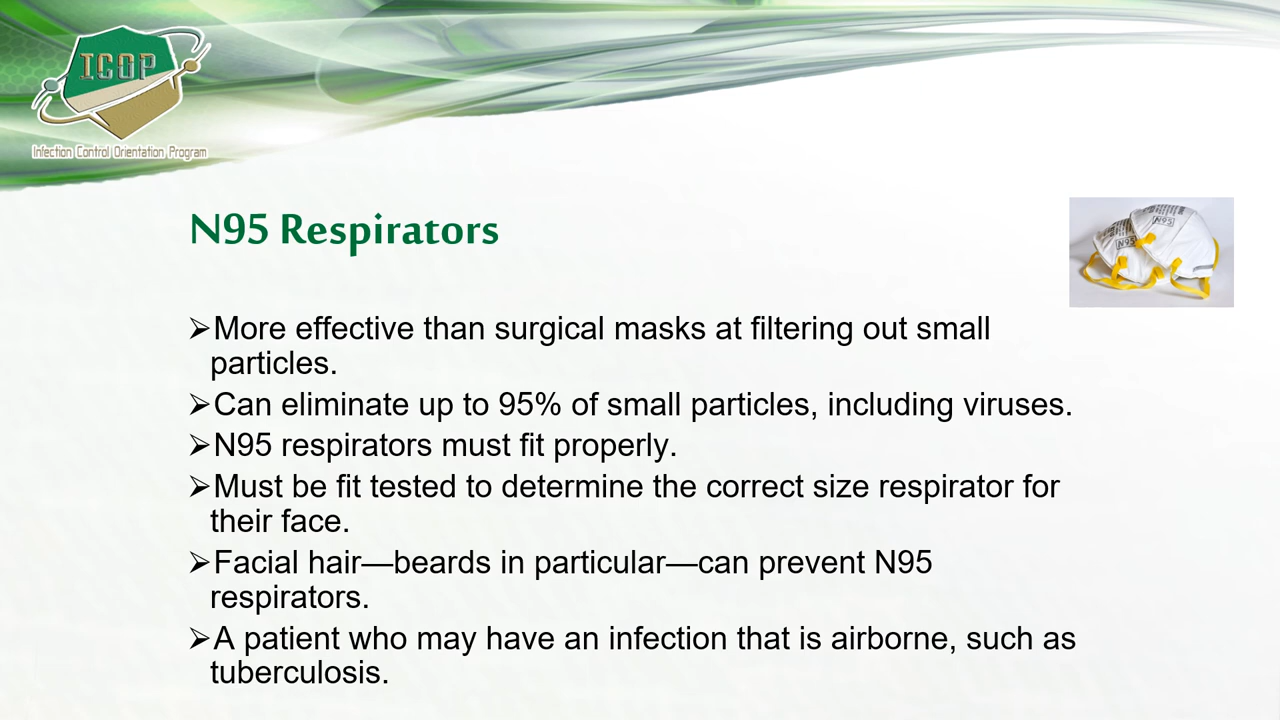 ICOP
Infection Control Orientation Program
N95 Respirators
N95
N95
➢More effective than surgical masks at filtering out small
particles.
➢Can eliminate up to 95% of small particles, including viruses.
➢N95 respirators must fit properly.
➢Must be fit tested to determine the correct size respirator for
their face.
➢Facial hair—beards in particular—can prevent N95
respirators.
➢A patient who may have an infection that is airborne, such as
tuberculosis.